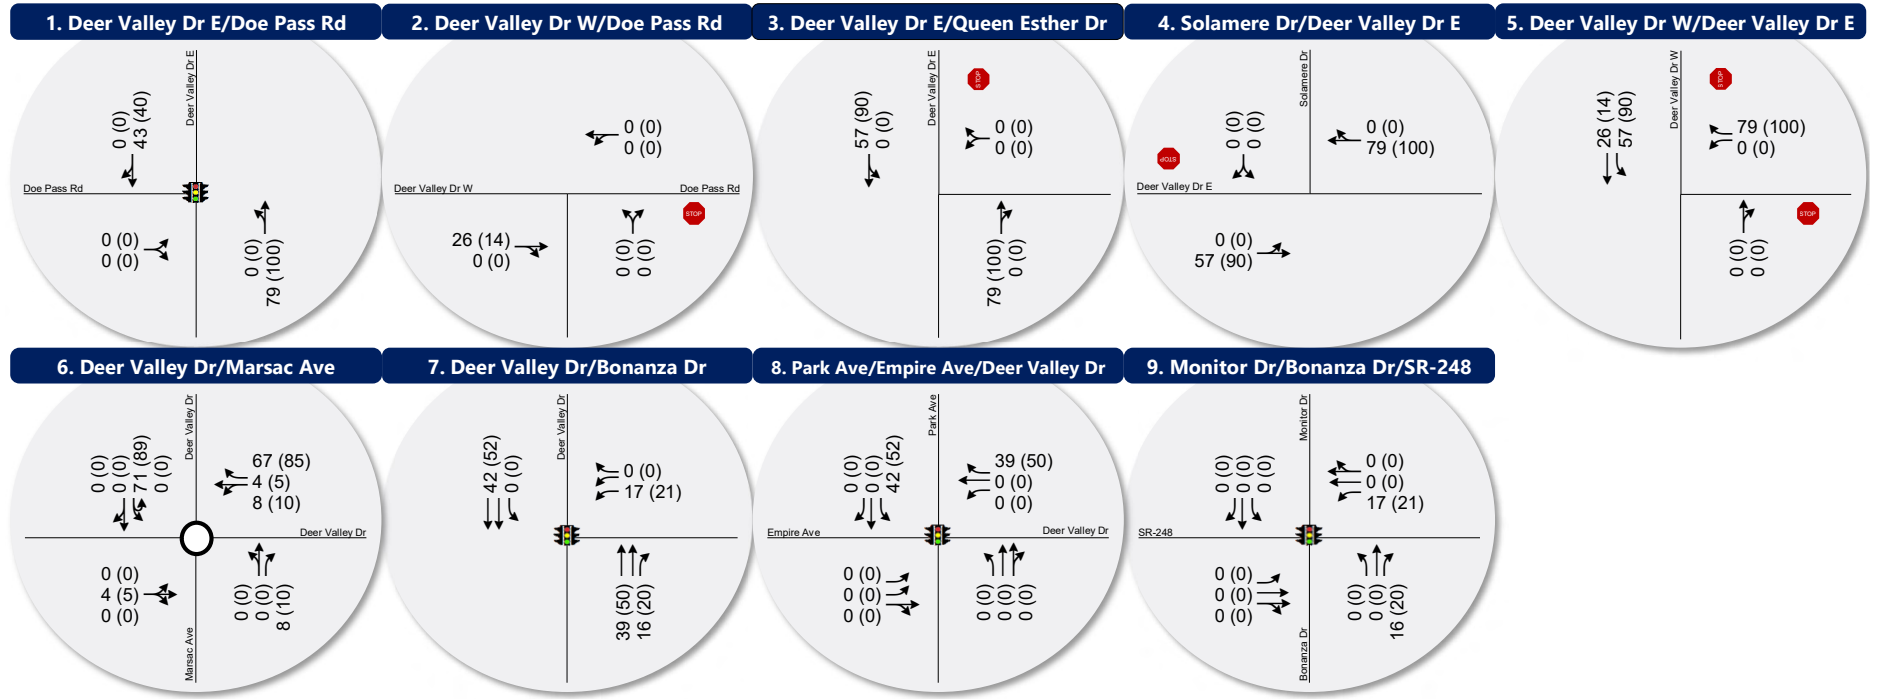 1. Deer Valley Dr E/Doe Pass Rd
0 (0)
43 (40)
Deer Valley Dr E
Doe Pass Rd
0 (0)
0 (0)
0 (0)
79 (100)
2. Deer Valley Dr W/Doe Pass Rd
0 (0)
0 (0)
Deer Valley Dr W
Doe Pass Rd
STOP
26 (14)
0 (0)
0 (0)
0 (0)
3. Deer Valley Dr E/Queen Esther Dr
57 (90)
0 (0)
Deer Valley Dr E
STOP
0 (0)
0 (0)
79 (100)
0 (0)
4. Solamere Dr/Deer Valley Dr E
0 (0)
0 (0)
Solamere Dr
0 (0)
79 (100)
STOP
Deer Valley Dr E
0 (0)
57 (90)
5. Deer Valley Dr W/Deer Valley Dr E
26 (14)
57 (90)
Deer Valley Dr W
STOP
79 (100)
0 (0)
STOP
0 (0)
0 (0)
6. Deer Valley Dr/Marsac Ave
0 (0)
0 (0)
71 (89)
0 (0)
Deer Valley Dr
67 (85)
4 (5)
8 (10)
Deer Valley Dr
0 (0)
4 (5)
0 (0)
Marsac Ave
0 (0)
0 (0)
8 (10)
7. Deer Valley Dr/Bonanza Dr
42 (52)
0 (0)
Deer Valley Dr
0 (0)
17 (21)
39 (50)
16 (20)
8. Park Ave/Empire Ave/Deer Valley Dr
0 (0)
0 (0)
42 (52)
Park Ave
39 (50)
0 (0)
0 (0)
Empire Ave
Deer Valley Dr
0 (0)
0 (0)
0 (0)
0 (0)
0 (0)
0 (0)
9. Monitor Dr/Bonanza Dr/SR-248
0 (0)
0 (0)
0 (0)
Monitor Dr
0 (0)
0 (0)
17 (21)
SR-248
0 (0)
0 (0)
0 (0)
Bonanza Dr
0 (0)
0 (0)
16 (20)